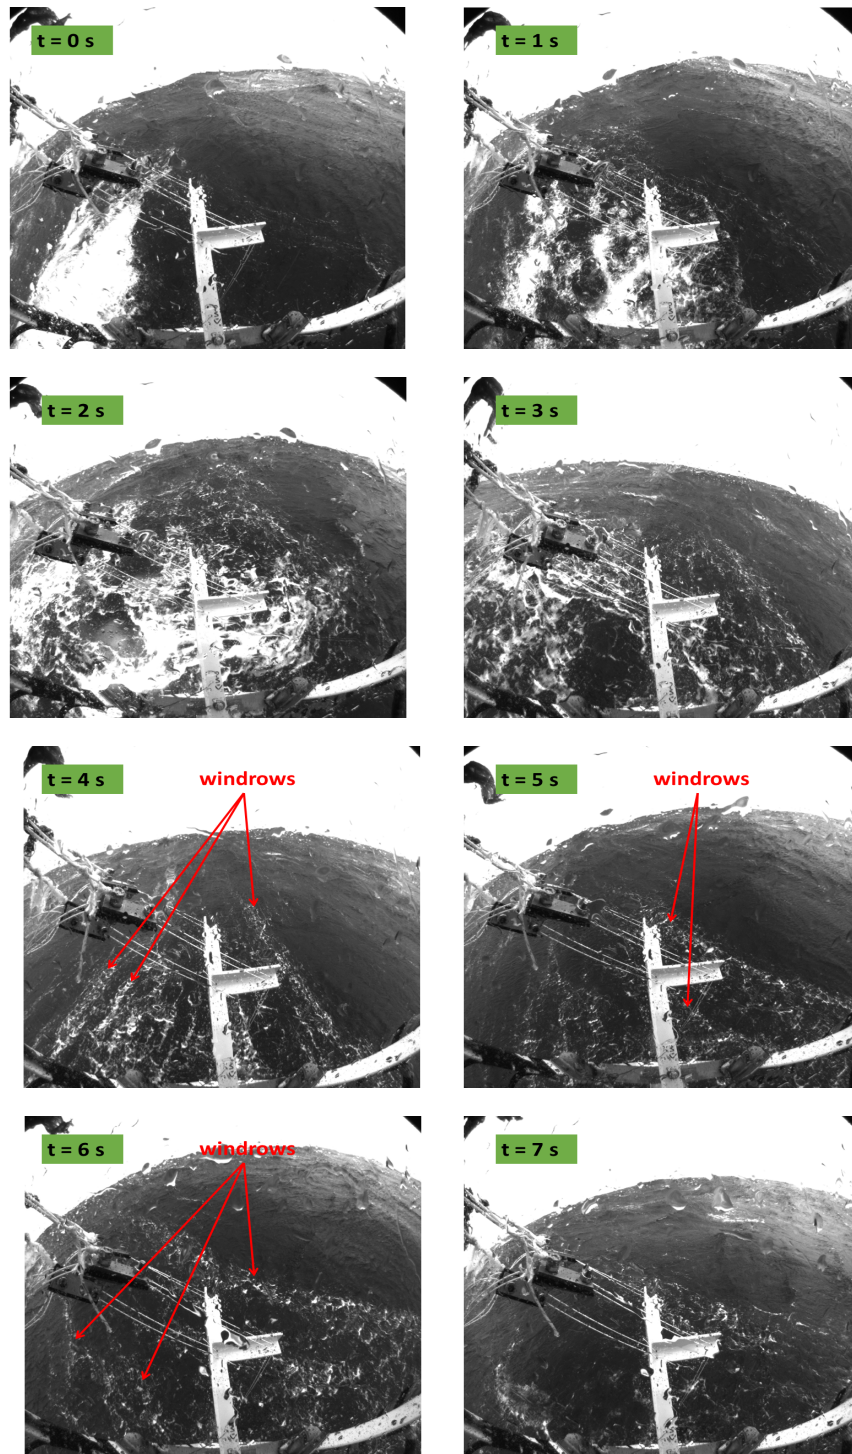 t = 0 s
t = 1 s
t = 2 s
t = 3 s
t = 4 s
windrows
t = 5 s
windrows
t = 6 s
windrows
t = 7 s